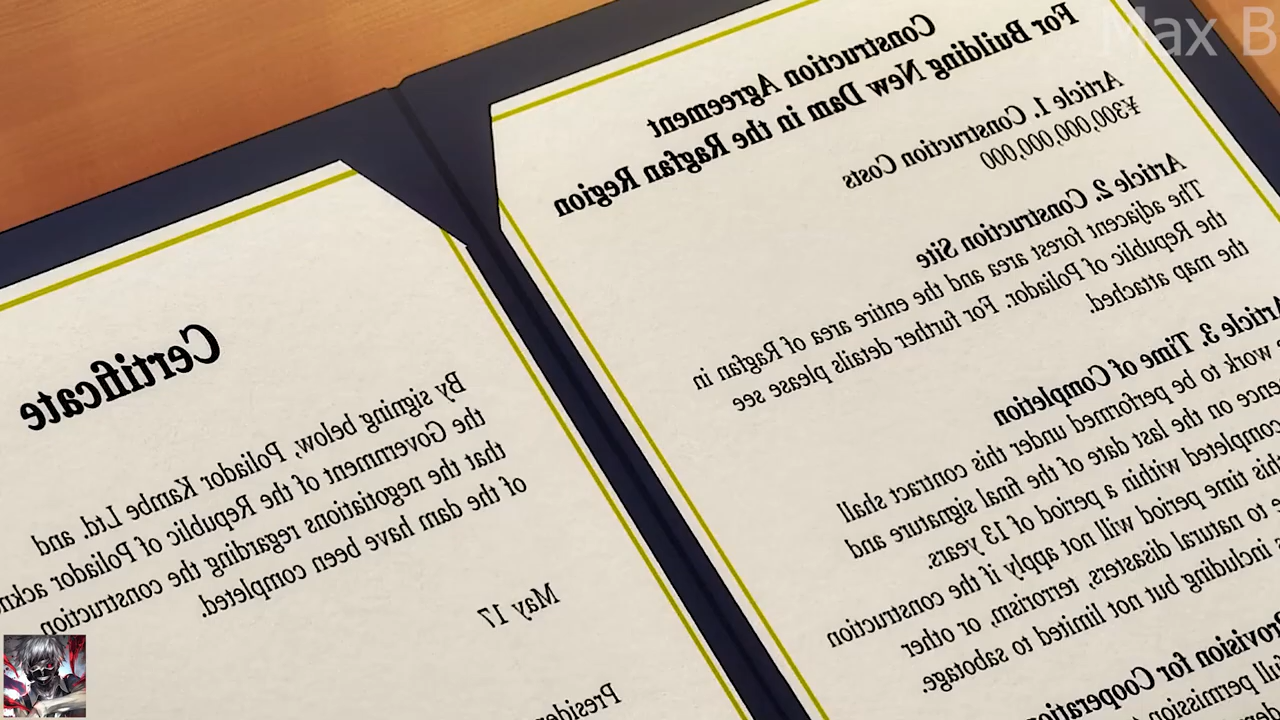 Max B
Construction Agreement
For Building New Dam in the Ragfan Region
Article 1. Construction Costs
¥300,000,000,000
Article 2. Construction Site
The adjacent forest area and the entire area of Ragfan in
the Republic of Poliador. For further details please see
the map attached.
Article 3. Time of Completion
work to be performed under this contract shall
on the last date of the final signature and
completed within a period of 13 years.
this time period will not apply if the construction
to natural disasters, terrorism, or other
including but not limited to sabotage.
Provision for Cooperation
full permission
Certificate
By signing below, Poliador Kambe Ltd. and
the Government of the Republic of Poliador
that the negotiations regarding the construction
of the dam have been completed.
May 17